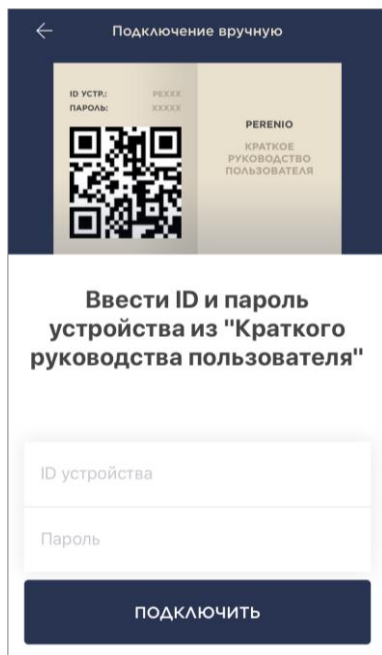 Подключение вручную
ID УСТР.: PEXXX
ПАРОЛЬ: XXXXX
PERENIO
КРАТКОЕ
РУКОВОДСТВО
ПОЛЬЗОВАТЕЛЯ
Ввести ID и пароль
устройства из "Краткого
руководства пользователя"
ID устройства
Пароль
ПОДКЛЮЧИТЬ